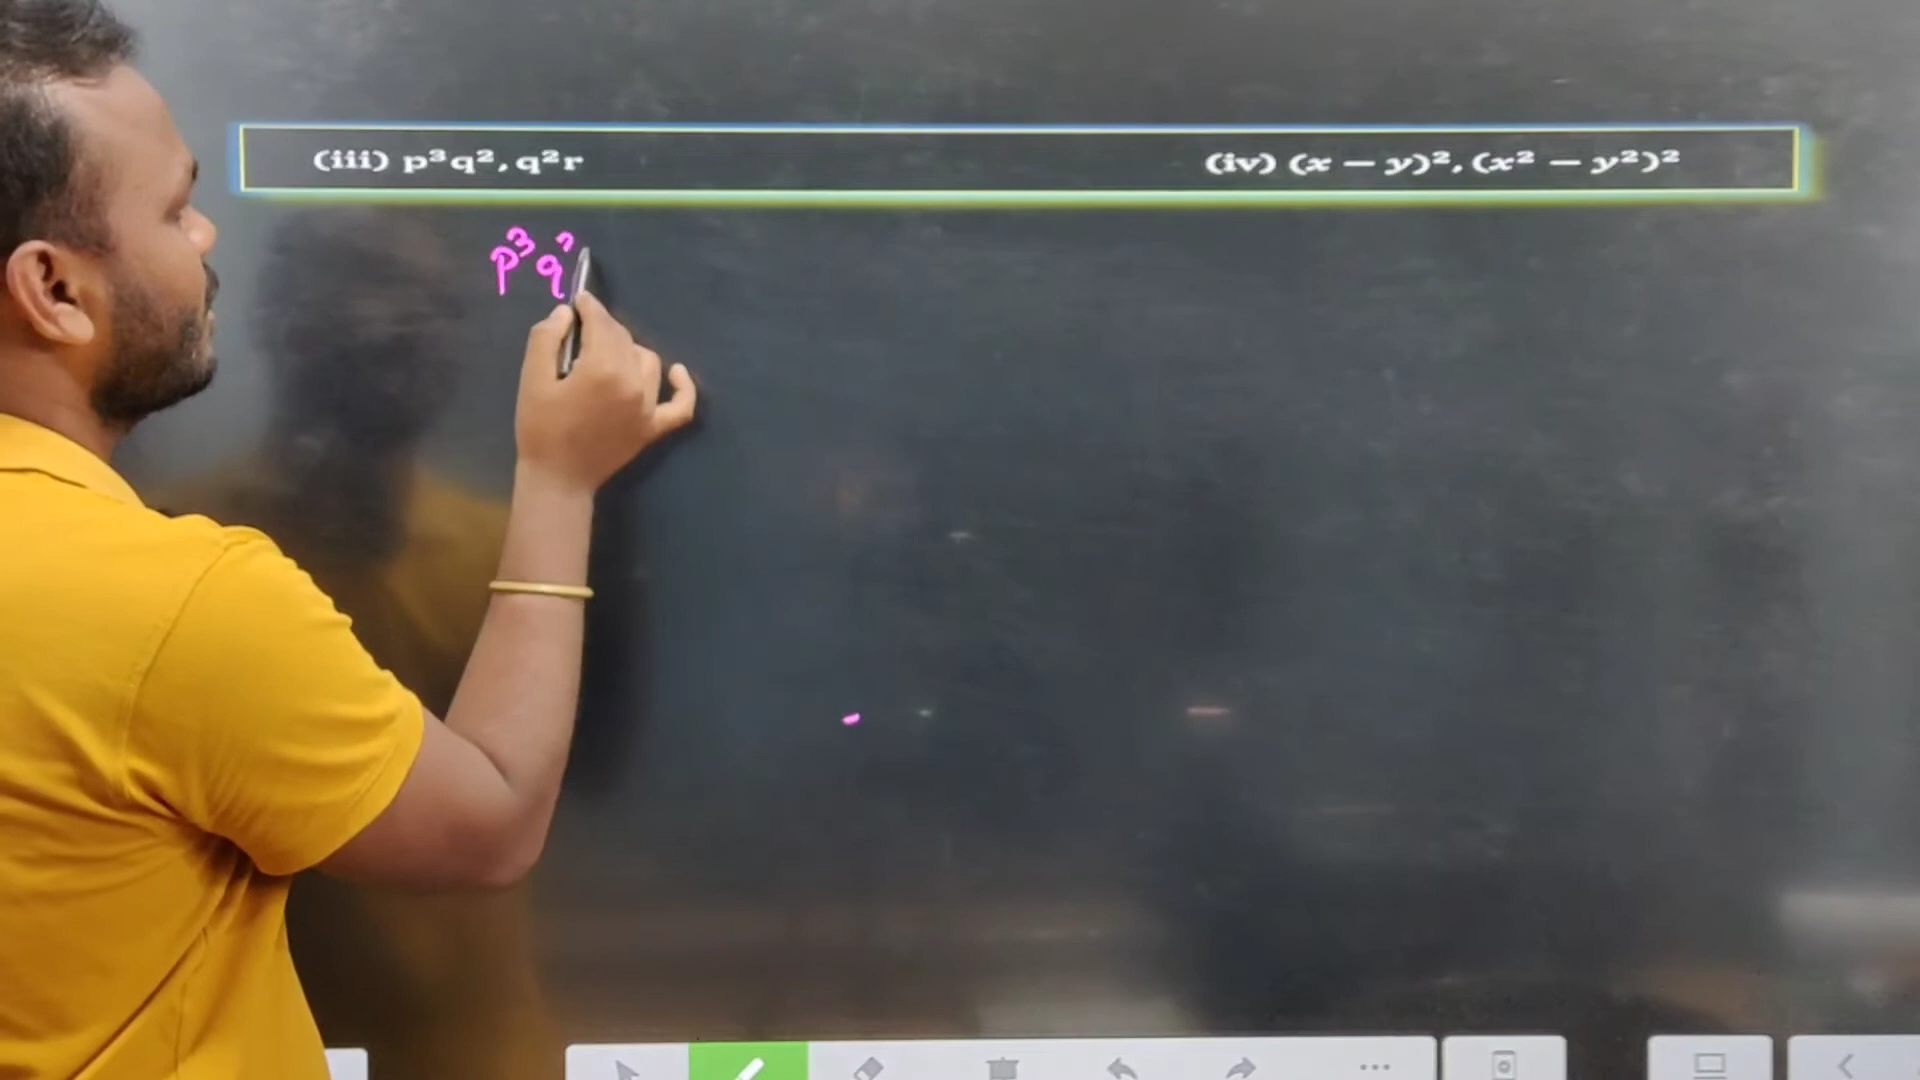 (iii) p³q², q²r (iv) (x − y)², (x² − y²)²
p³q²